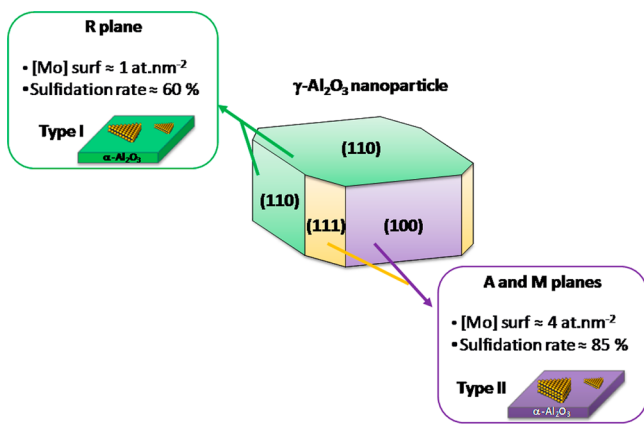 R plane
• [Mo] surf ≈ 1 at.nm⁻²
• Sulfidation rate ≈ 60 %
Type I
α-Al₂O₃
γ-Al₂O₃ nanoparticle
(110)
(110)
(111)
(100)
A and M planes
• [Mo] surf ≈ 4 at.nm⁻²
• Sulfidation rate ≈ 85 %
Type II
α-Al₂O₃